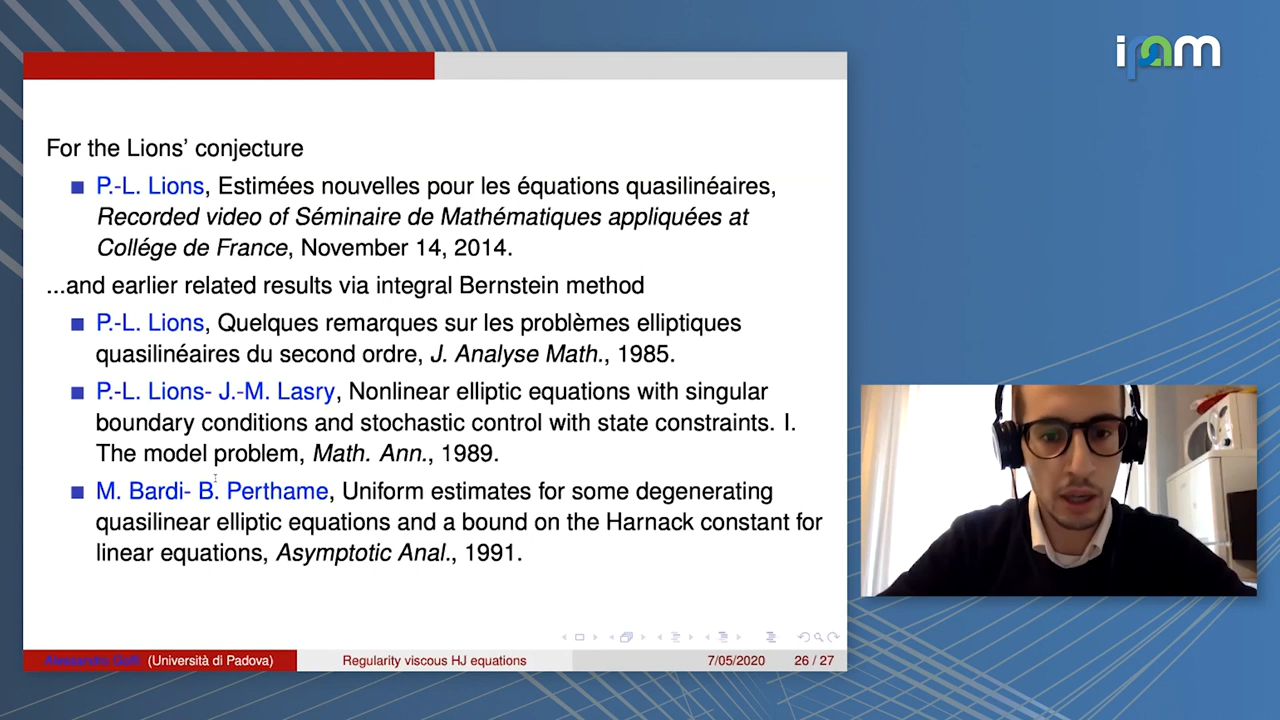 ipam
For the Lions' conjecture
P.-L. Lions, Estimées nouvelles pour les équations quasilinéaires,
Recorded video of Séminaire de Mathématiques appliquées at
Collége de France, November 14, 2014.
...and earlier related results via integral Bernstein method
P.-L. Lions, Quelques remarques sur les problèmes elliptiques
quasilinéaires du second ordre, J. Analyse Math., 1985.
P.-L. Lions- J.-M. Lasry, Nonlinear elliptic equations with singular
boundary conditions and stochastic control with state constraints. I.
The model problem, Math. Ann., 1989.
M. Bardi- B. Perthame, Uniform estimates for some degenerating
quasilinear elliptic equations and a bound on the Harnack constant for
linear equations, Asymptotic Anal., 1991.
Alessandro Goffi (Università di Padova) Regularity viscous HJ equations 7/05/2020 26 / 27